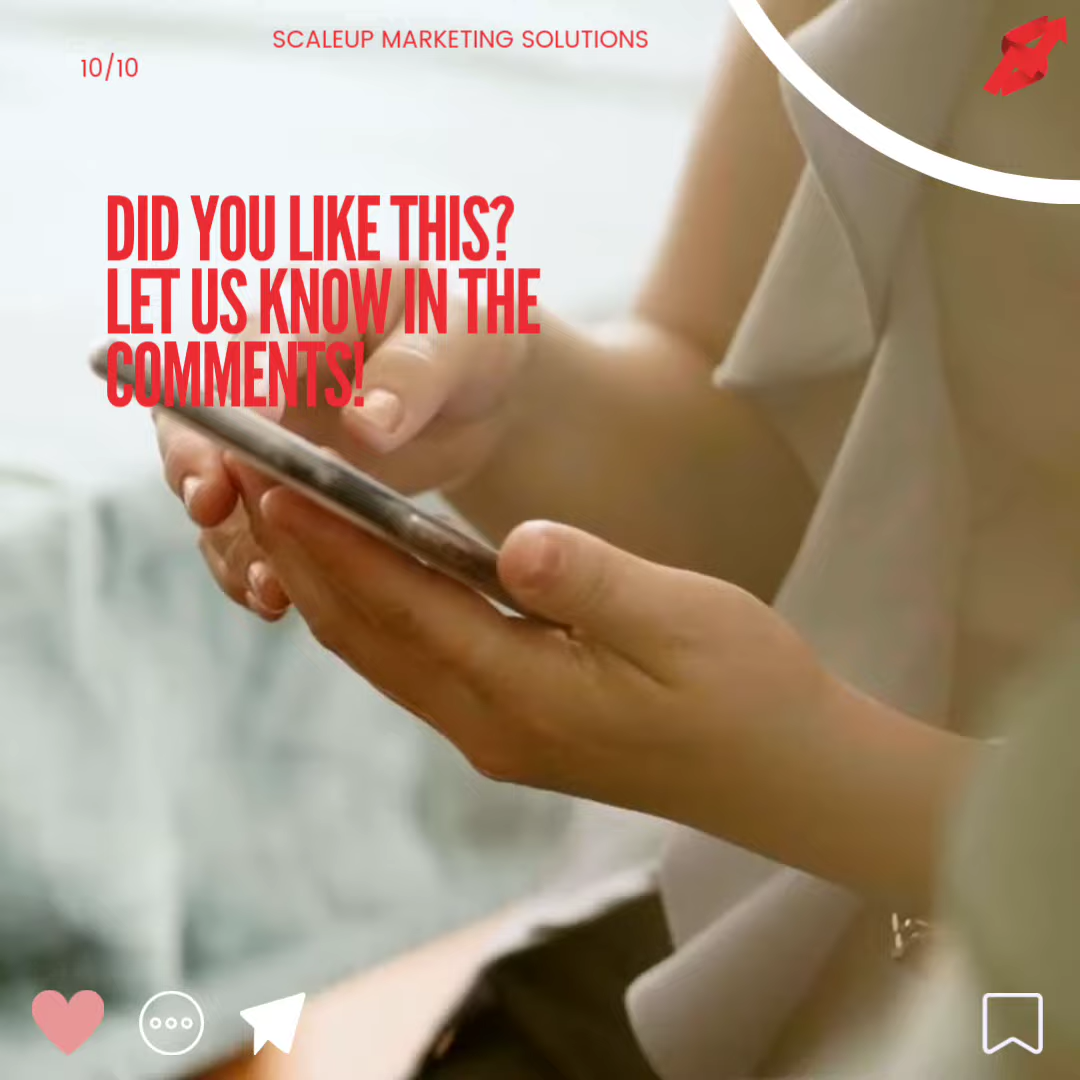 SCALEUP MARKETING SOLUTIONS
10/10
DID YOU LIKE THIS?
LET US KNOW IN THE
COMMENTS!